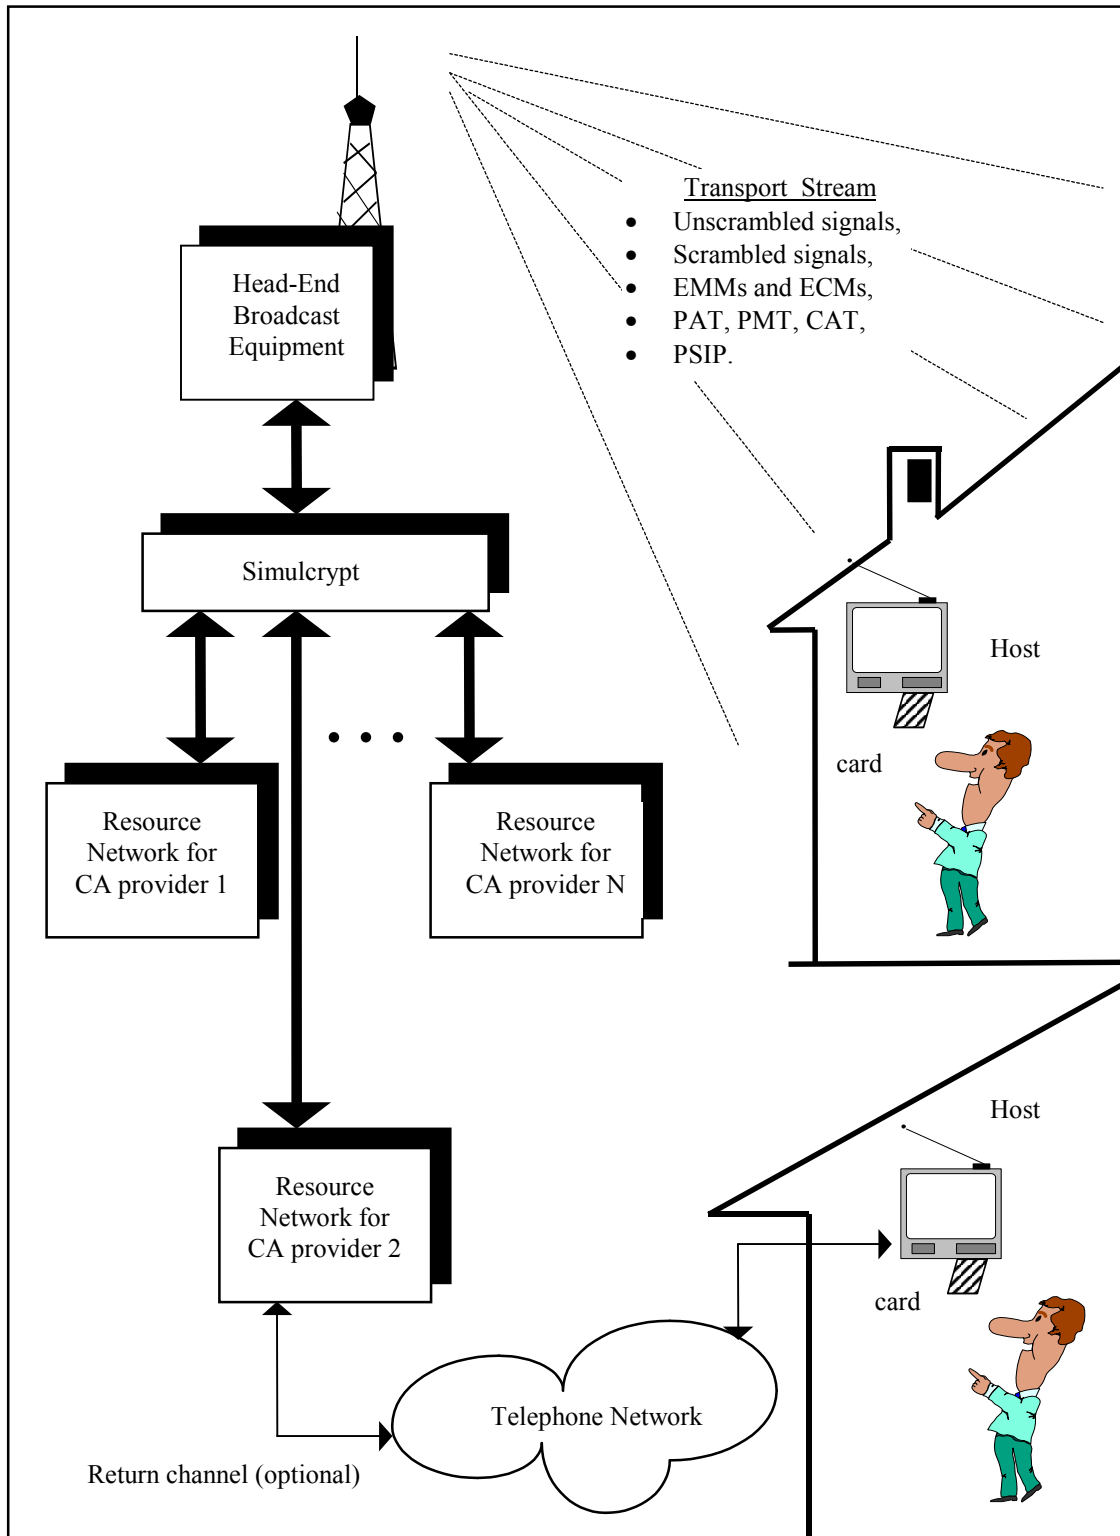 Transport Stream
• Unscrambled signals,
• Scrambled signals,
• EMMs and ECMs,
• PAT, PMT, CAT,
• PSIP.
Head-End
Broadcast
Equipment
Simulcrypt
Host
card
Resource
Network for
CA provider 1
Resource
Network for
CA provider N
Resource
Network for
CA provider 2
Host
card
Telephone Network
Return channel (optional)